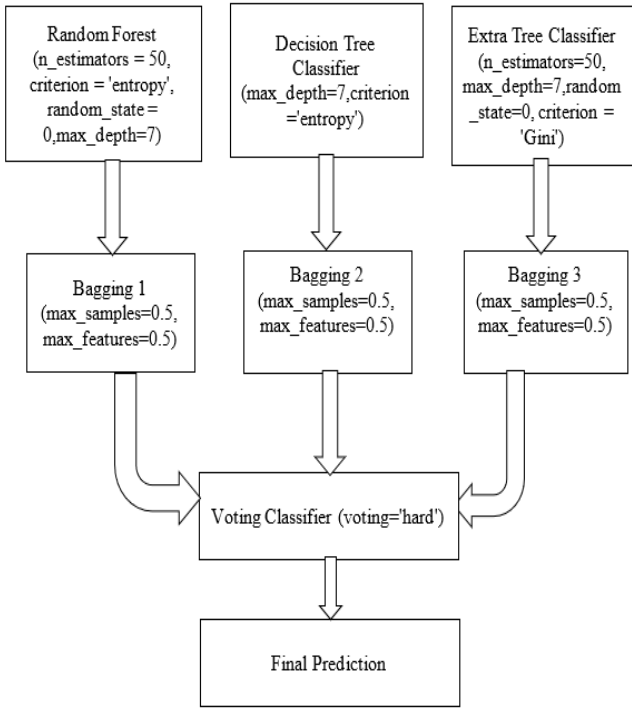 Random Forest
(n_estimators = 50,
criterion = 'entropy',
random_state =
0,max_depth=7)
Decision Tree
Classifier
(max_depth=7,criterion
='entropy')
Extra Tree Classifier
(n_estimators=50,
max_depth=7,random
_state=0, criterion =
'Gini')
Bagging 1
(max_samples=0.5,
max_features=0.5)
Bagging 2
(max_samples=0.5,
max_features=0.5)
Bagging 3
(max_samples=0.5,
max_features=0.5)
Voting Classifier (voting='hard')
Final Prediction